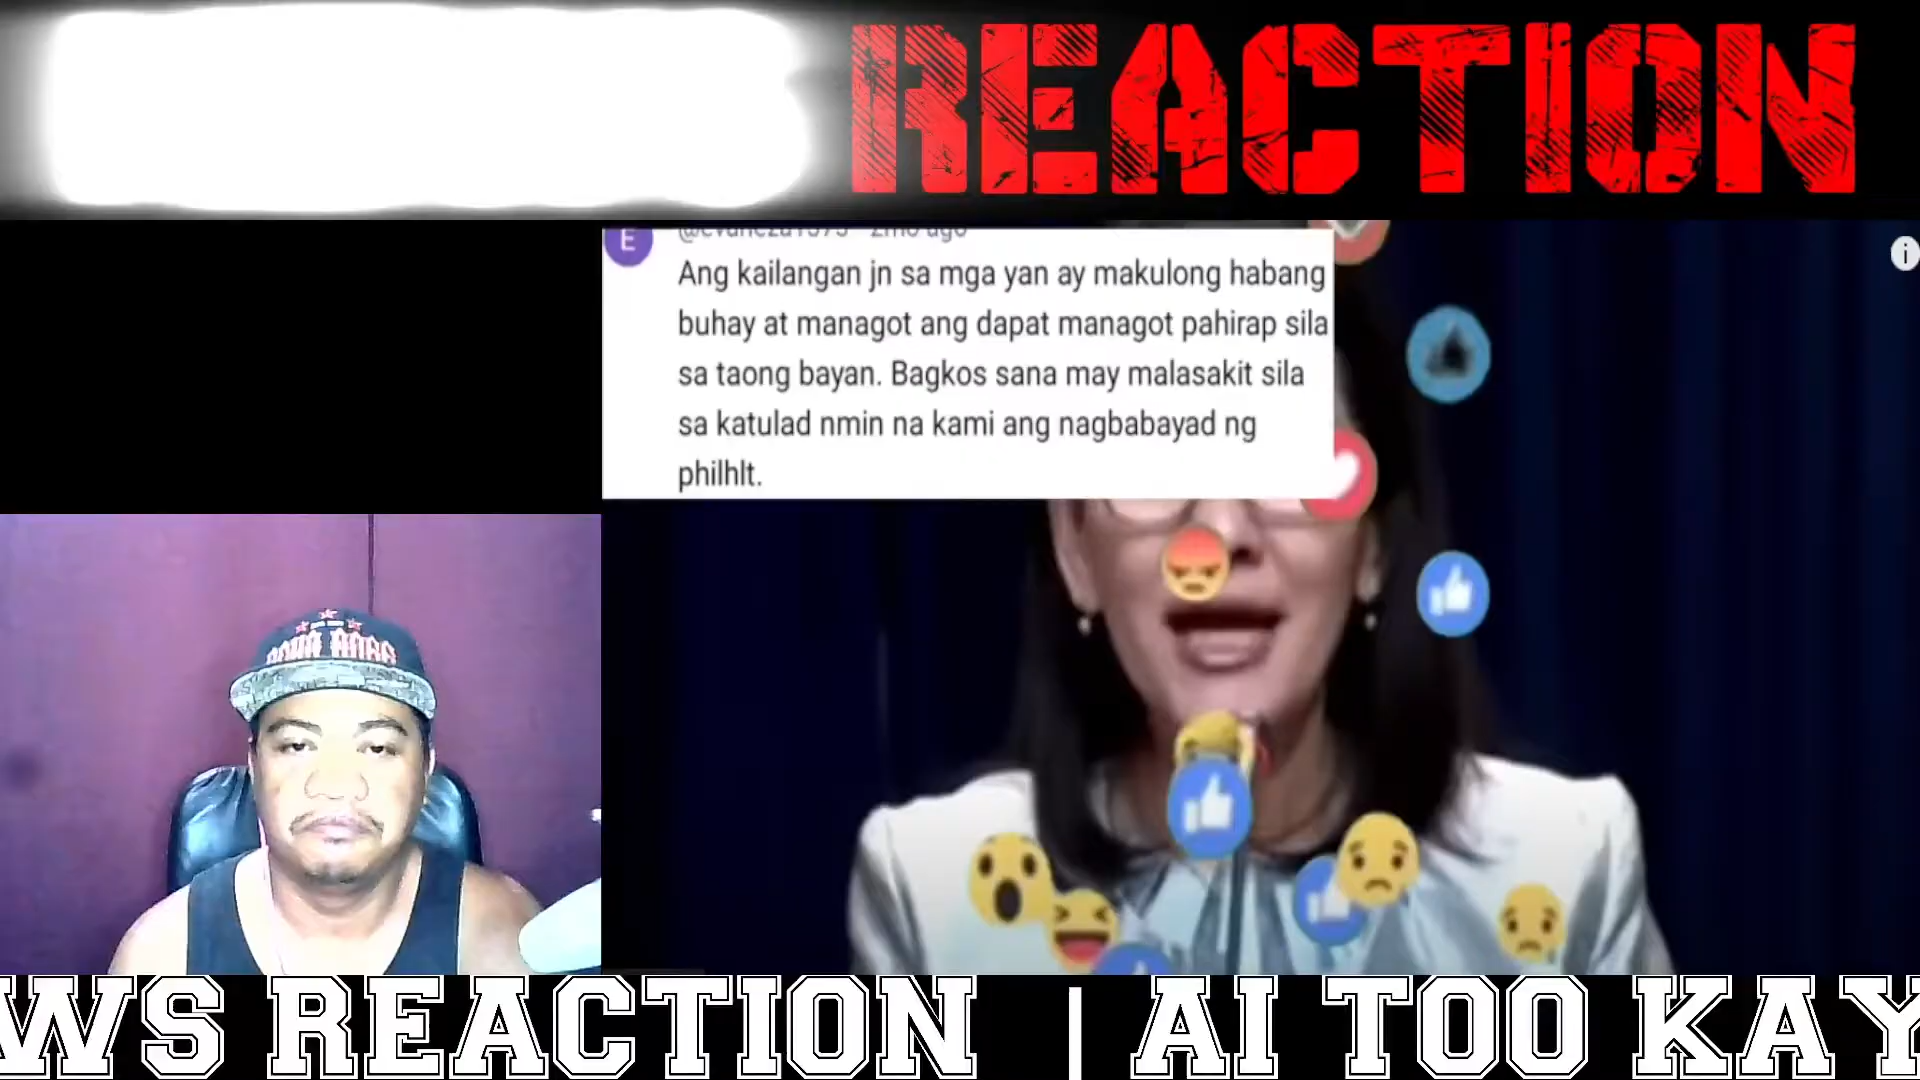 REACTION
E
Ang kailangan jn sa mga yan ay makulong habang
buhay at managot ang dapat managot pahirap sila
sa taong bayan. Bagkos sana may malasakit sila
sa katulad nmin na kami ang nagbabayad ng
philhlt.
WS REACTION | AI TOO KAY